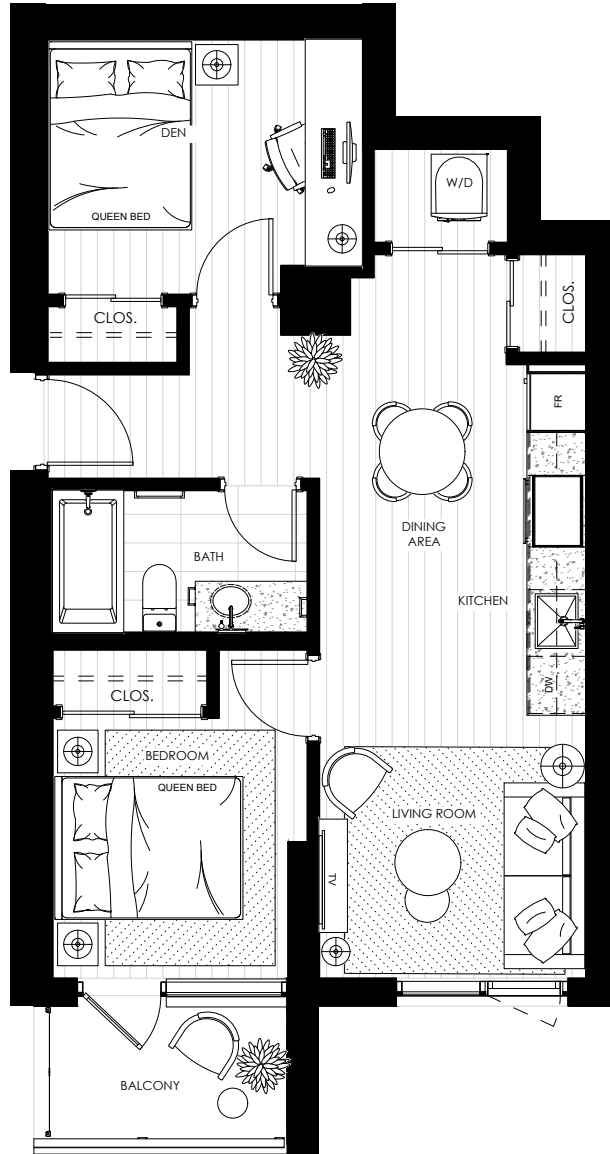 DEN
QUEEN BED
W/D
CLOS.
CLOS.
FR
DINING
AREA
BATH
KITCHEN
DW
CLOS.
BEDROOM
QUEEN BED
LIVING ROOM
TV
BALCONY